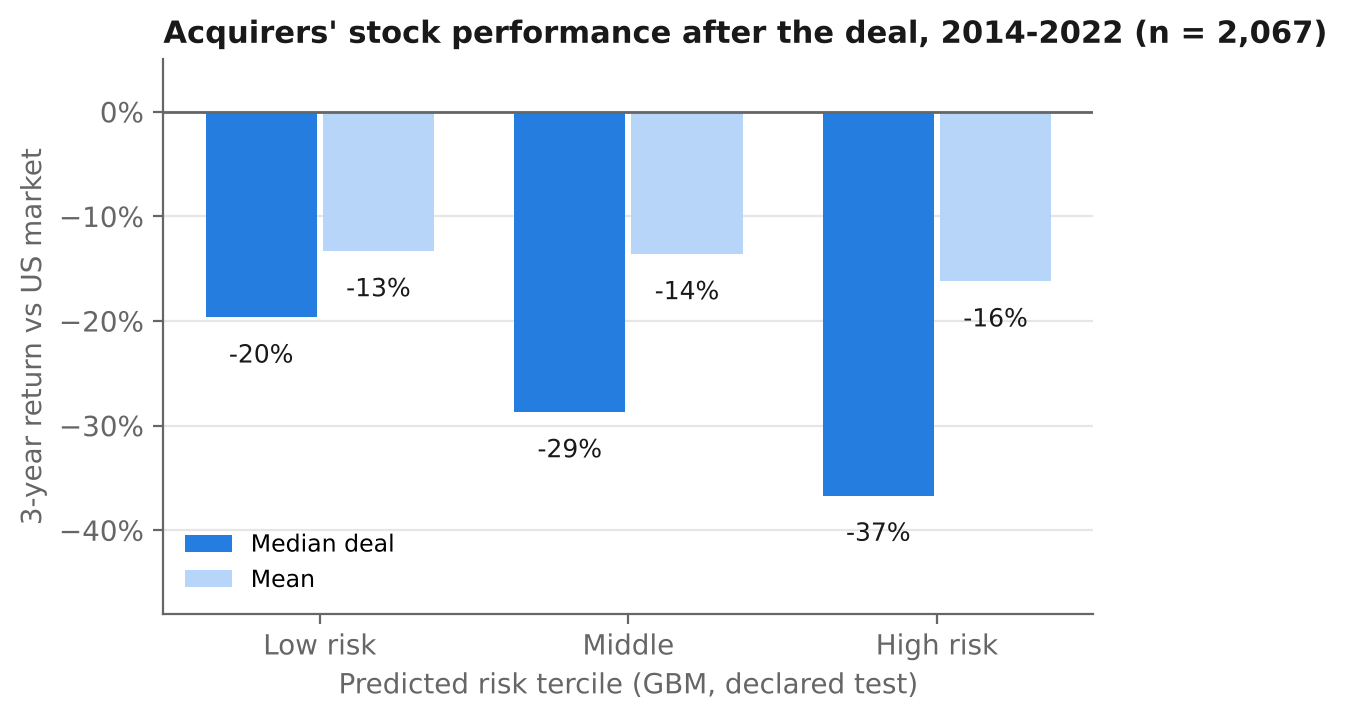 Acquirers' stock performance after the deal, 2014-2022 (n = 2,067)
3-year return vs US market
0%
−10%
−20%
−30%
−40%
-20%
-13%
-29%
-14%
-37%
-16%
Median deal
Mean
Low risk
Middle
High risk
Predicted risk tercile (GBM, declared test)